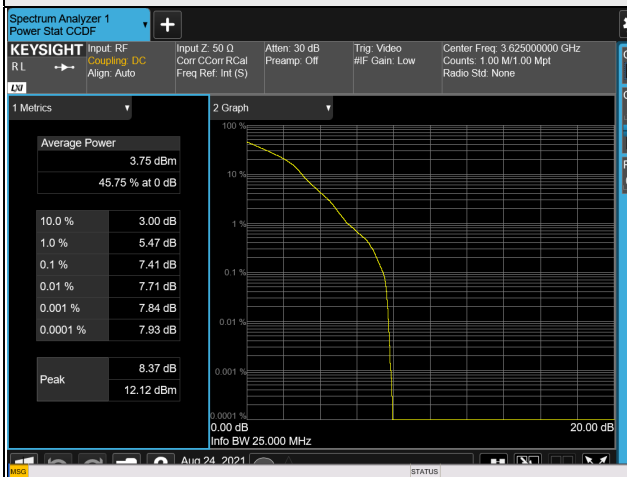 Spectrum Analyzer 1
Power Stat CCDF
KEYSIGHT
RL
LXI
Input: RF
Coupling: DC
Align: Auto
Input Z: 50 Ω
Corr CCorr RCal
Freq Ref: Int (S)
Atten: 30 dB
Preamp: Off
Trig: Video
#IF Gain: Low
Center Freq: 3.625000000 GHz
Counts: 1.00 M/1.00 Mpt
Radio Std: None
1 Metrics
Average Power
3.75 dBm
45.75 % at 0 dB
10.0 % 3.00 dB
1.0 % 5.47 dB
0.1 % 7.41 dB
0.01 % 7.71 dB
0.001 % 7.84 dB
0.0001 % 7.93 dB
Peak
8.37 dB
12.12 dBm
2 Graph
100 %
10 %
1 %
0.1 %
0.01 %
0.001 %
0.0001 %
0.00 dB 20.00 dB
Info BW 25.000 MHz
Aug 24, 2021
MSG STATUS